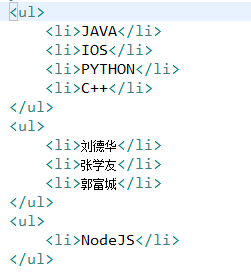 <ul>
<li>JAVA</li>
<li>IOS</li>
<li>PYTHON</li>
<li>C++</li>
</ul>
<ul>
<li>刘德华</li>
<li>张学友</li>
<li>郭富城</li>
</ul>
<ul>
<li>NodeJS</li>
</ul>